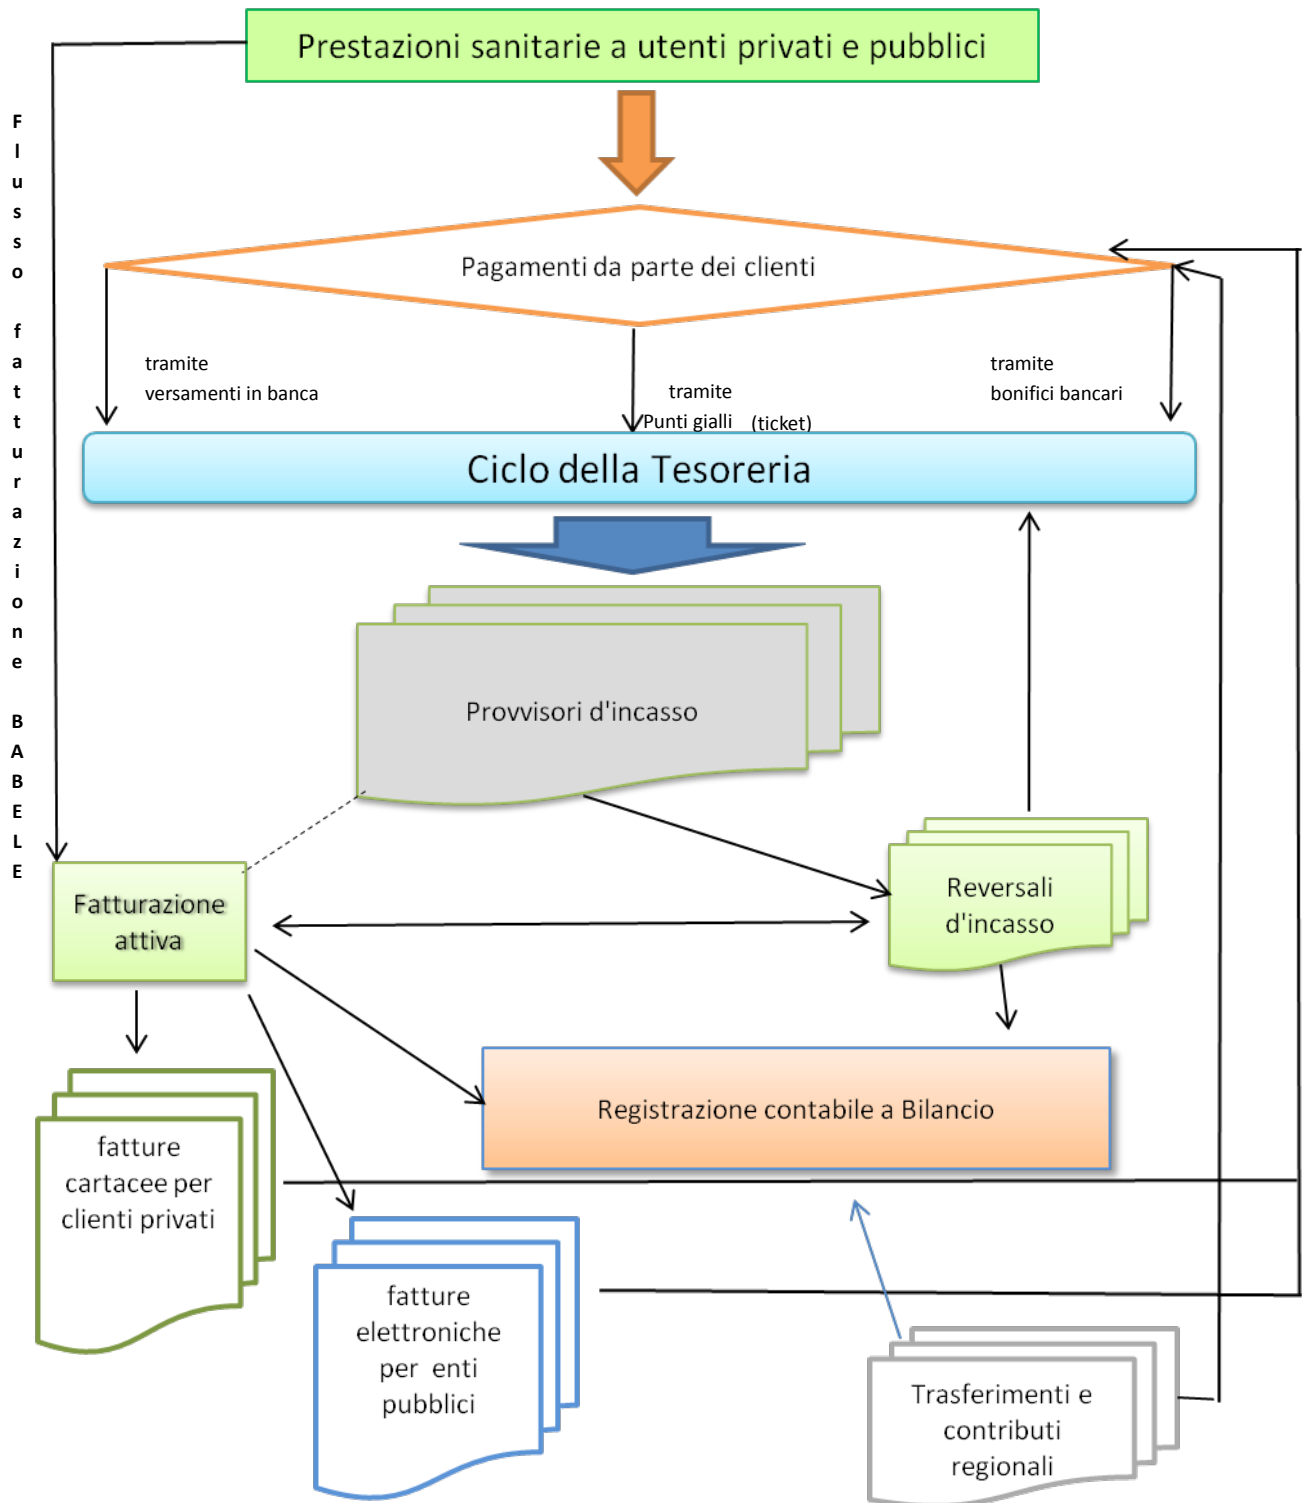 Prestazioni sanitarie a utenti privati e pubblici
Flusso fatturazione BABELE
Pagamenti da parte dei clienti
tramite
versamenti in banca
tramite
Punti gialli (ticket)
tramite
bonifici bancari
Ciclo della Tesoreria
Provvisori d'incasso
Fatturazione
attiva
Reversali
d'incasso
Registrazione contabile a Bilancio
fatture
cartacee per
clienti privati
fatture
elettroniche
per enti
pubblici
Trasferimenti e
contributi
regionali